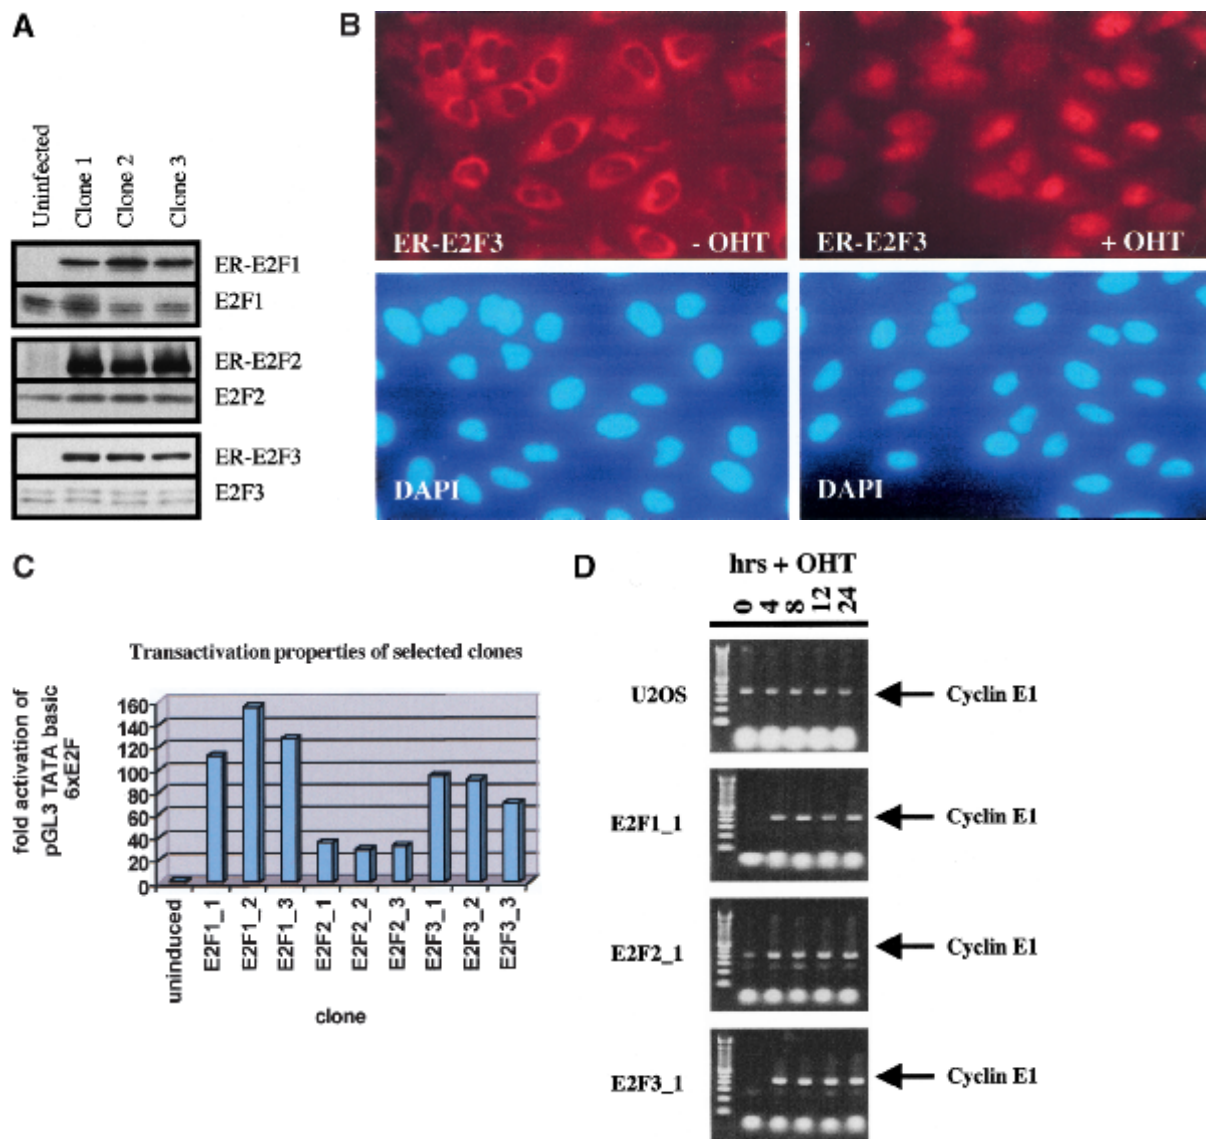 A
Uninfected
Clone 1
Clone 2
Clone 3
ER-E2F1
E2F1
ER-E2F2
E2F2
ER-E2F3
E2F3
B
ER-E2F3
- OHT
ER-E2F3
+ OHT
DAPI
DAPI
C
Transactivation properties of selected clones
fold activation of
pGL3 TATA basic
6xE2F
160
140
120
100
80
60
40
20
0
uninduced
E2F1_1
E2F1_2
E2F1_3
E2F2_1
E2F2_2
E2F2_3
E2F3_1
E2F3_2
E2F3_3
clone
D
hrs + OHT
0
4
8
12
24
U2OS
Cyclin E1
E2F1_1
Cyclin E1
E2F2_1
Cyclin E1
E2F3_1
Cyclin E1